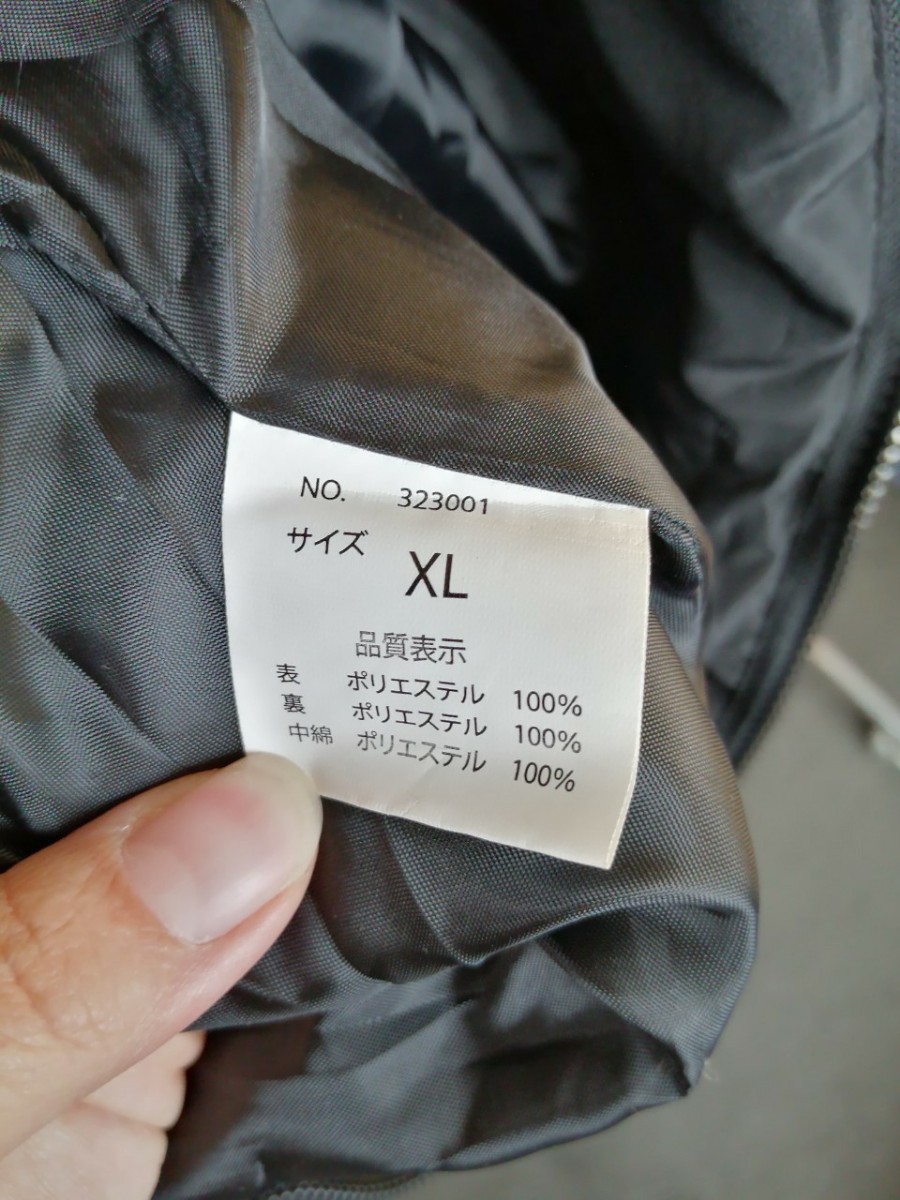 NO. 323001
サイズ XL
品質表示
表 ポリエステル 100%
裏 ポリエステル 100%
中綿 ポリエステル 100%